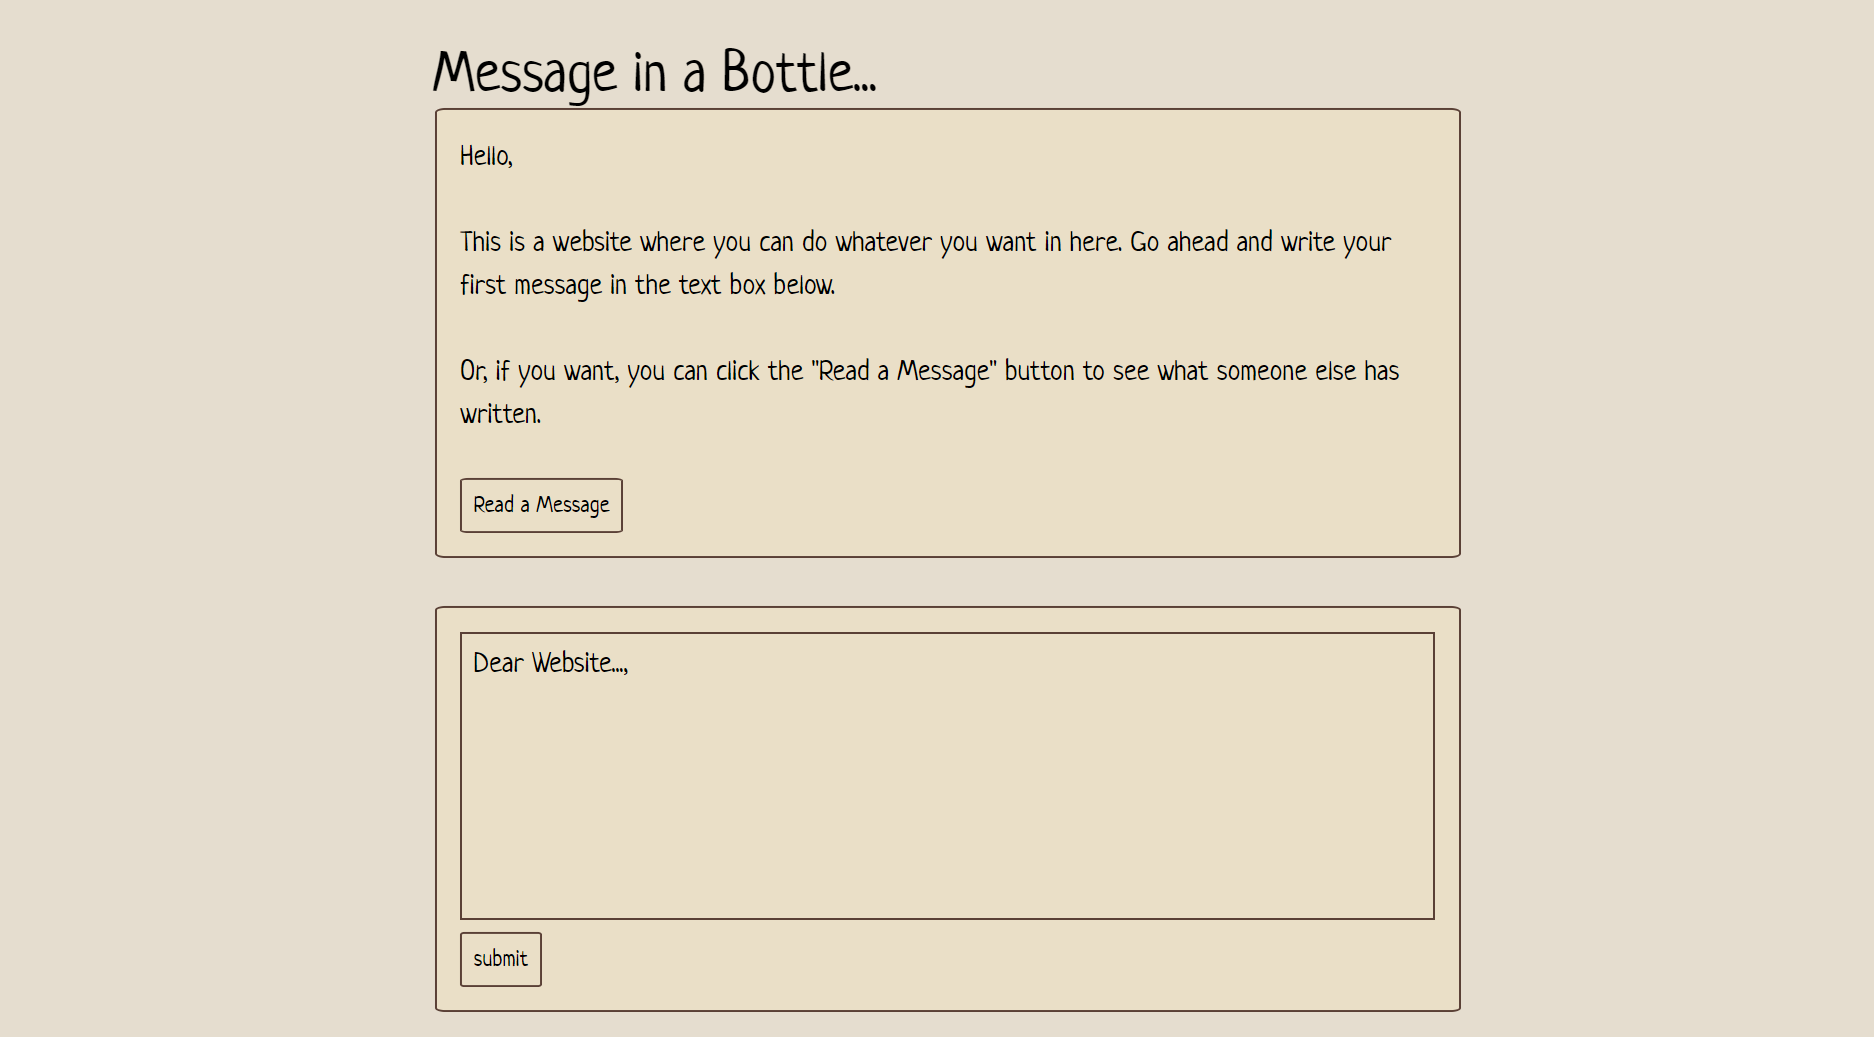 Message in a Bottle...
Hello,
This is a website where you can do whatever you want in here. Go ahead and write your
first message in the text box below.
Or, if you want, you can click the "Read a Message" button to see what someone else has
written.
Read a Message
Dear Website...,
submit